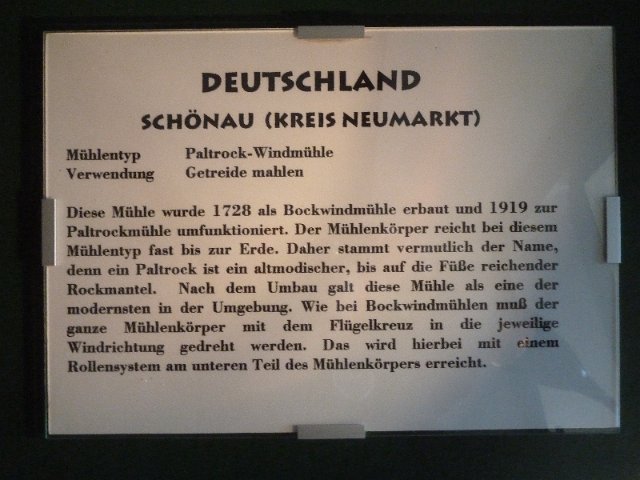 DEUTSCHLAND
SCHÖNAU (KREIS NEUMARKT)
Mühlentyp Paltrock-Windmühle
Verwendung Getreide mahlen
Diese Mühle wurde 1728 als Bockwindmühle erbaut und 1919 zur
Paltrockmühle umfunktioniert. Der Mühlenkörper reicht bei diesem
Mühlentyp fast bis zur Erde. Daher stammt vermutlich der Name,
denn ein Paltrock ist ein altmodischer, bis auf die Füße reichender
Rockmantel. Nach dem Umbau galt diese Mühle als eine der
modernsten in der Umgebung. Wie bei Bockwindmühlen muß der
ganze Mühlenkörper mit dem Flügelkreuz in die jeweilige
Windrichtung gedreht werden. Das wird hierbei mit einem
Rollensystem am unteren Teil des Mühlenkörpers erreicht.